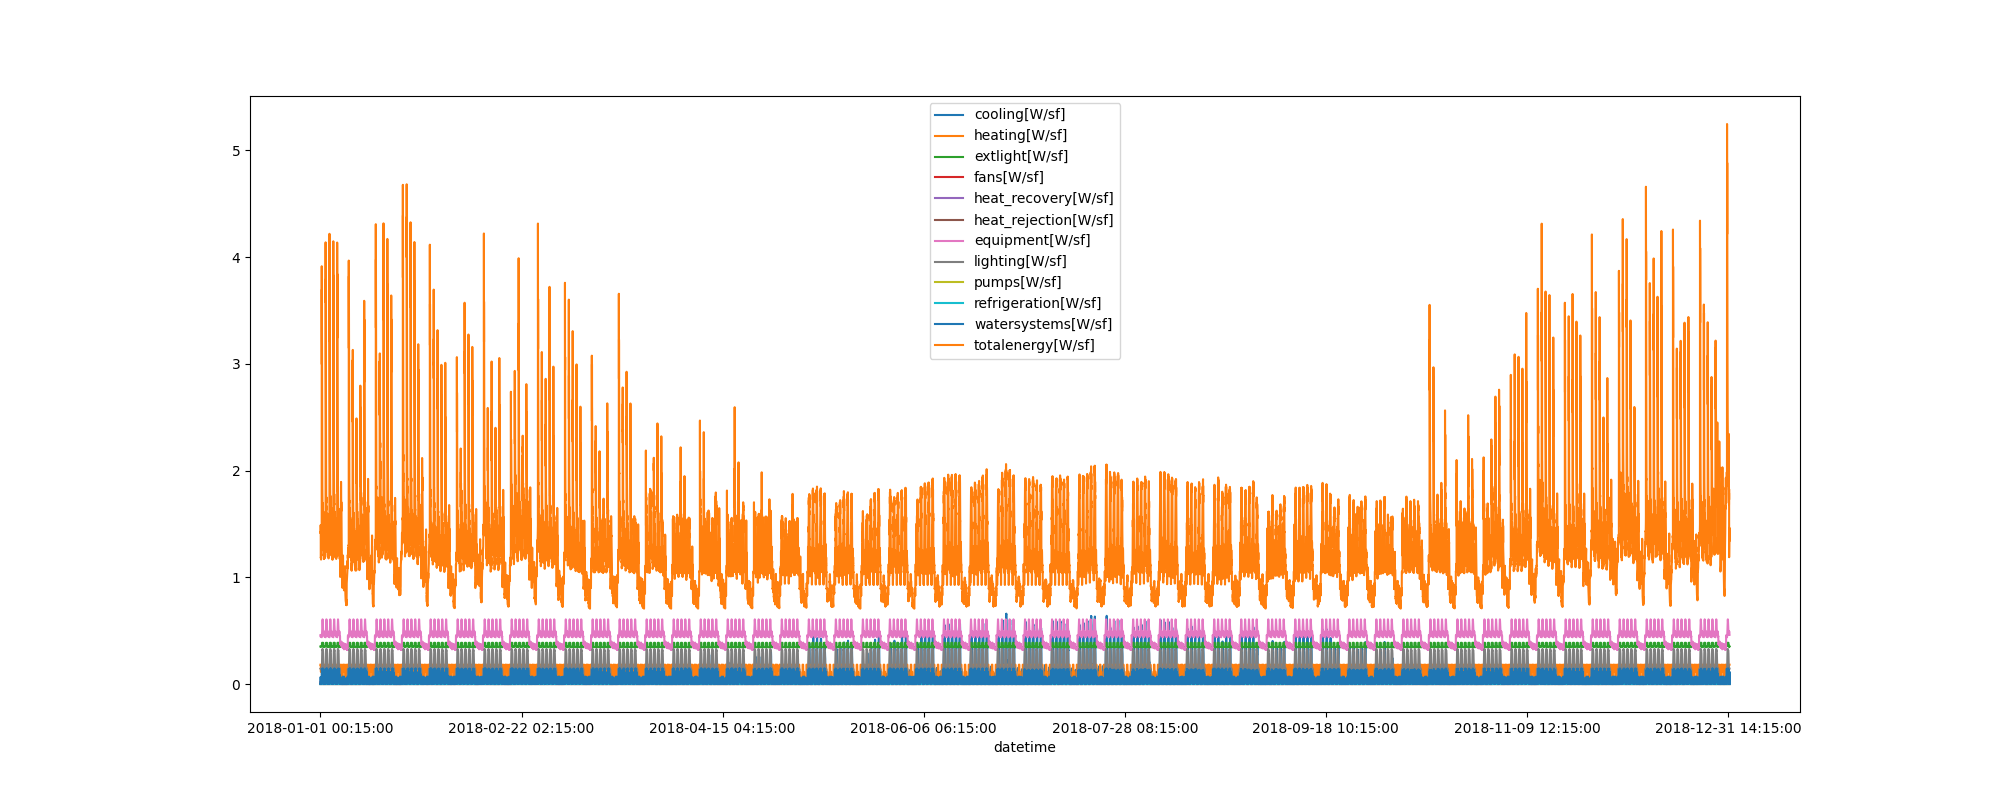 cooling[W/sf]
heating[W/sf]
extlight[W/sf]
fans[W/sf]
heat_recovery[W/sf]
heat_rejection[W/sf]
equipment[W/sf]
lighting[W/sf]
pumps[W/sf]
refrigeration[W/sf]
watersystems[W/sf]
totalenergy[W/sf]
5
4
3
2
1
0
2018-01-01 00:15:00 2018-02-22 02:15:00 2018-04-15 04:15:00 2018-06-06 06:15:00 2018-07-28 08:15:00 2018-09-18 10:15:00 2018-11-09 12:15:00 2018-12-31 14:15:00
datetime